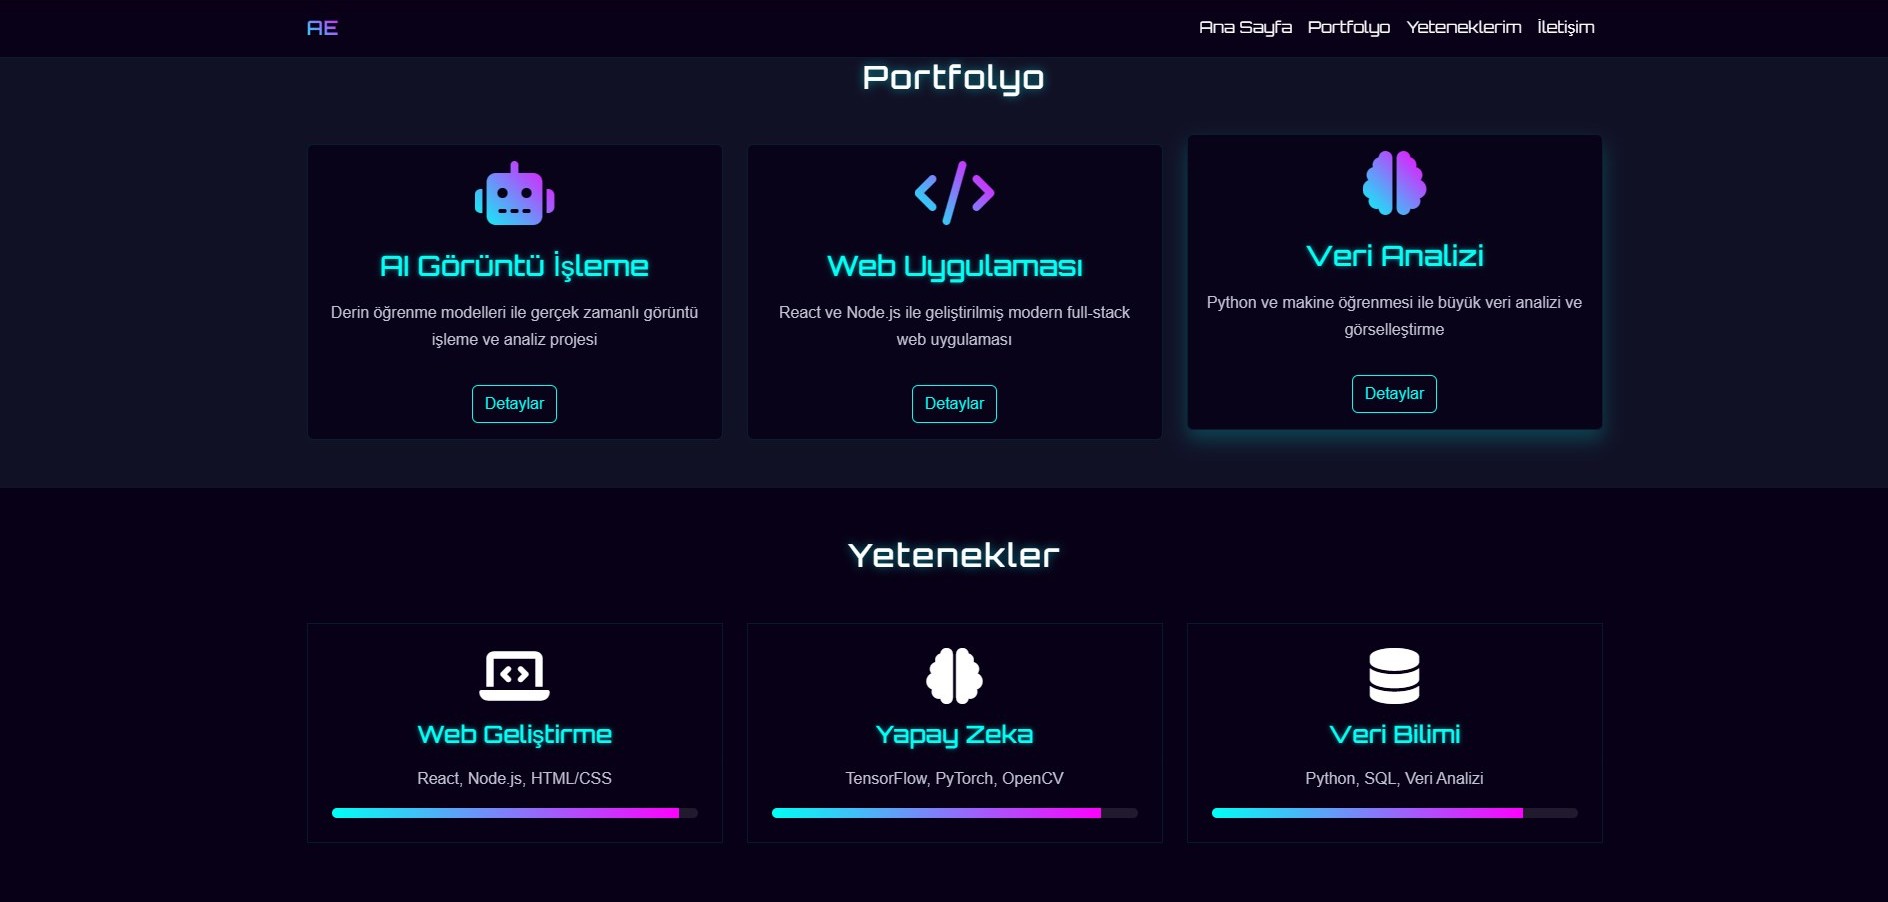 AE
Ana Sayfa
Portfolyo
Yeteneklerim
İletişim
Portfolyo
AI Görüntü İşleme
Derin öğrenme modelleri ile gerçek zamanlı görüntü
işleme ve analiz projesi
Detaylar
Web Uygulaması
React ve Node.js ile geliştirilmiş modern full-stack
web uygulaması
Detaylar
Veri Analizi
Python ve makine öğrenmesi ile büyük veri analizi ve
görselleştirme
Detaylar
Yetenekler
Web Geliştirme
React, Node.js, HTML/CSS
Yapay Zeka
TensorFlow, PyTorch, OpenCV
Veri Bilimi
Python, SQL, Veri Analizi